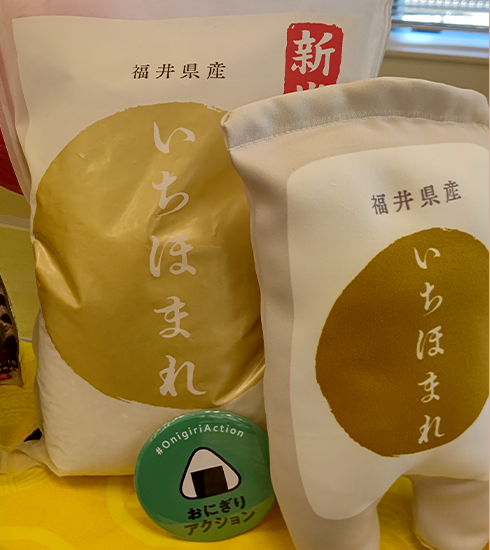 福井県産
新
いちほまれ
福井県産
いちほまれ
#OnigiriAction
おにぎり
アクション